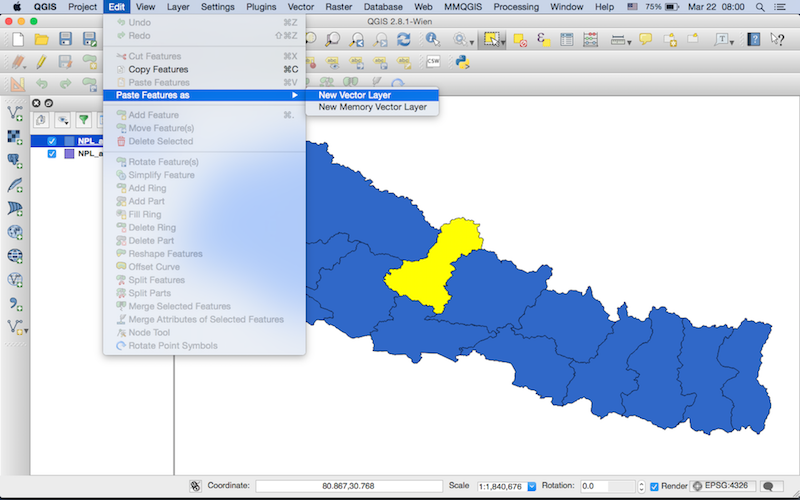 QGIS Project Edit View Layer Settings Plugins Vector Raster Database Web MMQGIS Processing Window Help 75% Mar 22 08:00
QGIS 2.8.1-Wien
Undo ⌘Z
Redo ⇧⌘Z
Cut Features ⌘X
Copy Features ⌘C
Paste Features ⌘V
Paste Features as
New Vector Layer
New Memory Vector Layer
Add Feature ⌘.
Move Feature(s)
Delete Selected
Rotate Feature(s)
Simplify Feature
Add Ring
Add Part
Fill Ring
Delete Ring
Delete Part
Reshape Features
Offset Curve
Split Features
Split Parts
Merge Selected Features
Merge Attributes of Selected Features
Node Tool
Rotate Point Symbols
CSW
NPL_a
NPL_a
Coordinate: 80.867,30.768 Scale 1:1,840,676 Rotation: 0.0 Render EPSG:4326